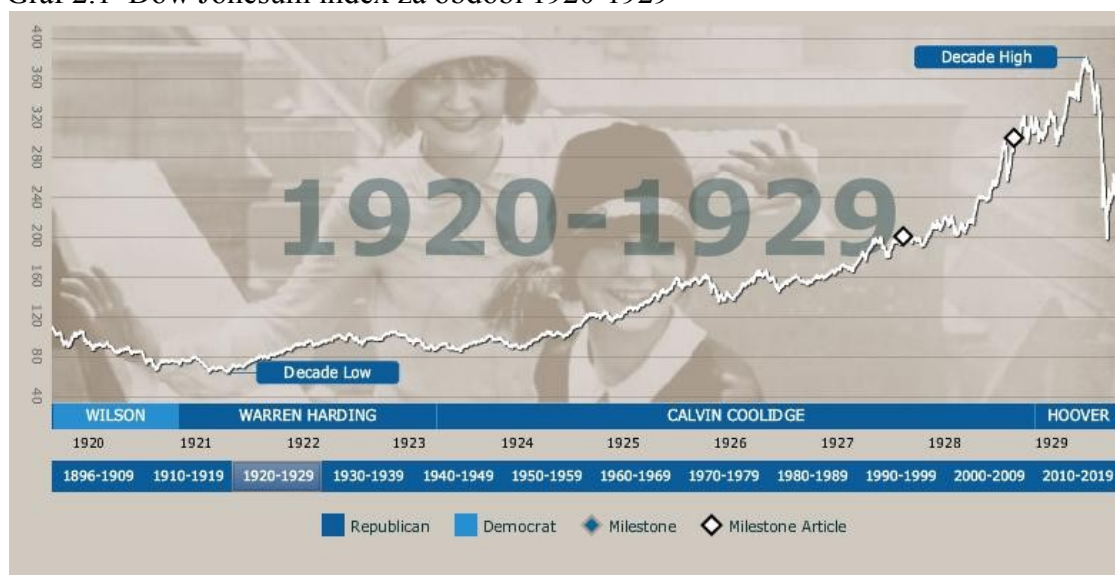 Graf 2.1 Dow Jonesům index za období 1920-1929
400
360
320
280
240
200
160
120
80
40
Decade High
1920-1929
Decade Low
WILSON WARREN HARDING CALVIN COOLIDGE HOOVER
1920 1921 1922 1923 1924 1925 1926 1927 1928 1929
1896-1909 1910-1919 1920-1929 1930-1939 1940-1949 1950-1959 1960-1969 1970-1979 1980-1989 1990-1999 2000-2009 2010-2019
Republican Democrat Milestone Milestone Article